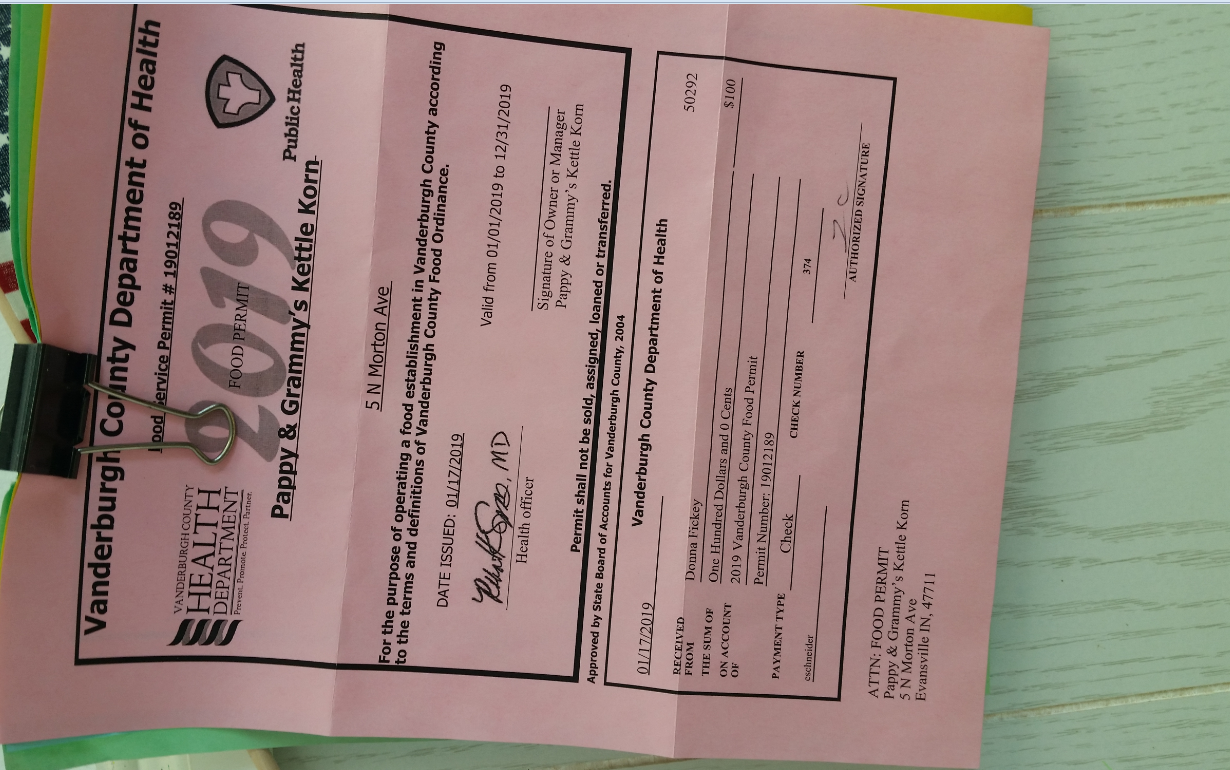 Vanderburgh County Department of Health
Food Service Permit # 19012189
VANDERBURGH COUNTY
HEALTH
DEPARTMENT
Prevent. Promote. Protect. Partner.
2019
FOOD PERMIT
Public Health
Pappy & Grammy's Kettle Korn
5 N Morton Ave
For the purpose of operating a food establishment in Vanderburgh County according
to the terms and definitions of Vanderburgh County Food Ordinance.
DATE ISSUED: 01/17/2019
Valid from 01/01/2019 to 12/31/2019
MD
Health officer
Signature of Owner or Manager
Pappy & Grammy's Kettle Korn
Permit shall not be sold, assigned, loaned or transferred.
Approved by State Board of Accounts for Vanderburgh County, 2004
Vanderburgh County Department of Health
01/17/2019 50292
RECEIVED FROM Donna Fickey
THE SUM OF One Hundred Dollars and 0 Cents $100
ON ACCOUNT OF 2019 Vanderburgh County Food Permit
Permit Number: 19012189
PAYMENT TYPE Check CHECK NUMBER 374
eschneider
AUTHORIZED SIGNATURE
ATTN: FOOD PERMIT
Pappy & Grammy's Kettle Korn
5 N Morton Ave
Evansville IN, 47711